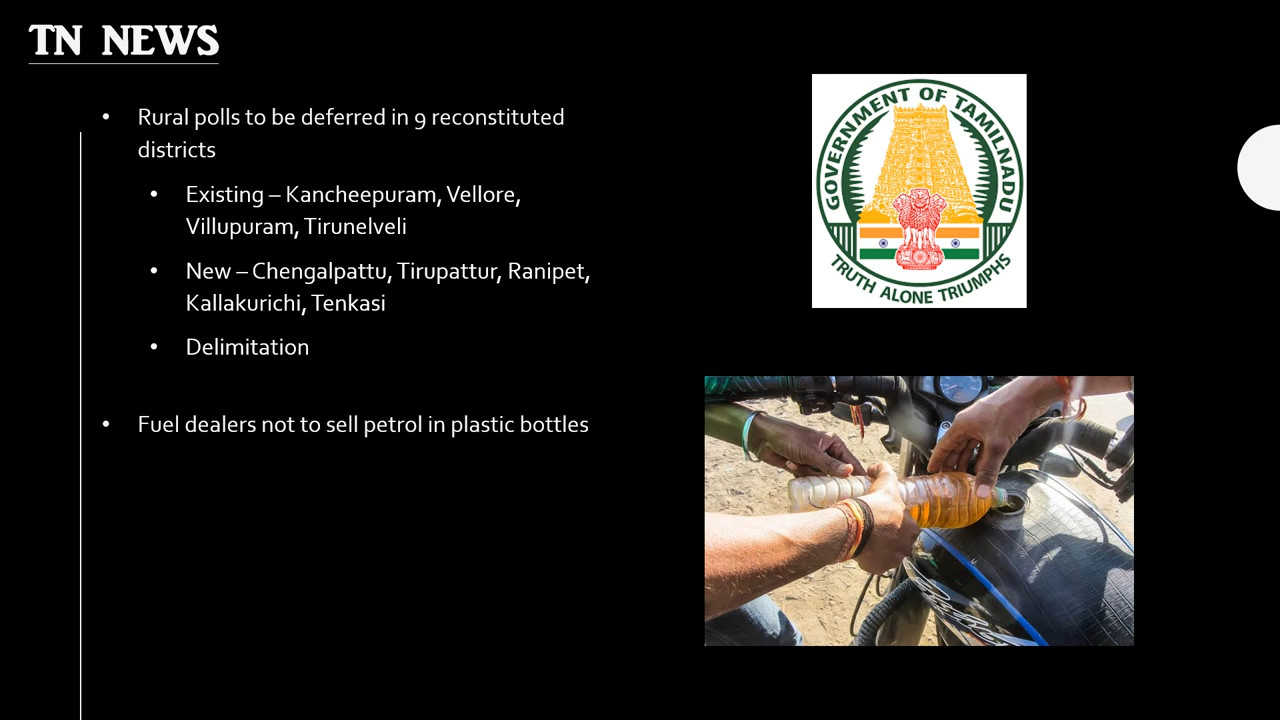 TN NEWS
• Rural polls to be deferred in 9 reconstituted
districts
• Existing – Kancheepuram, Vellore,
Villupuram, Tirunelveli
• New – Chengalpattu, Tirupattur, Ranipet,
Kallakurichi, Tenkasi
• Delimitation
• Fuel dealers not to sell petrol in plastic bottles
GOVERNMENT OF TAMILNADU
TRUTH ALONE TRIUMPHS